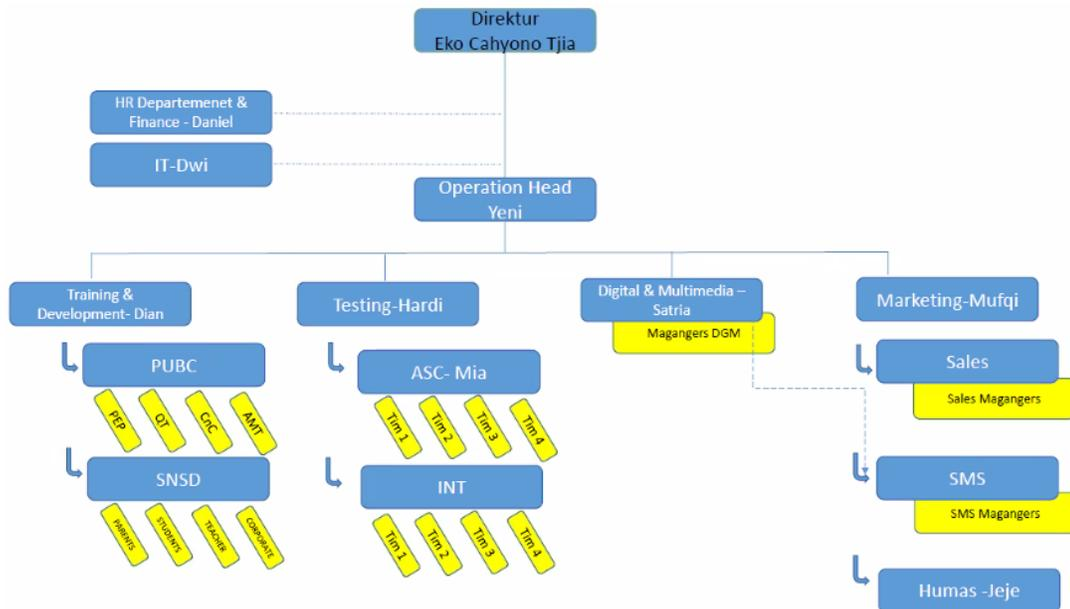 Direktur
Eko Cahyono Tjia
HR Departemenet &
Finance - Daniel
IT-Dwi
Operation Head
Yeni
Training &
Development- Dian
Testing-Hardi
Digital & Multimedia –
Satria
Marketing-Mufqi
Magangers DGM
PUBC
ASC- Mia
Sales
Sales Magangers
PEP
QT
CnC
AMT
Tim 1
Tim 2
Tim 3
Tim 4
SNSD
INT
SMS
SMS Magangers
PARENTS
STUDENTS
TEACHER
CORPORATE
Tim 1
Tim 2
Tim 3
Tim 4
Humas -Jeje